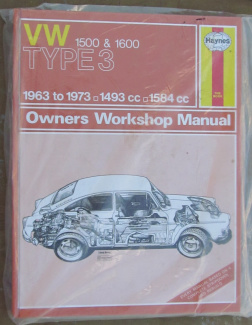 VW 1500 & 1600
TYPE 3
Haynes
1963 to 1973 □ 1493 cc □ 1584 cc
Owners Workshop Manual